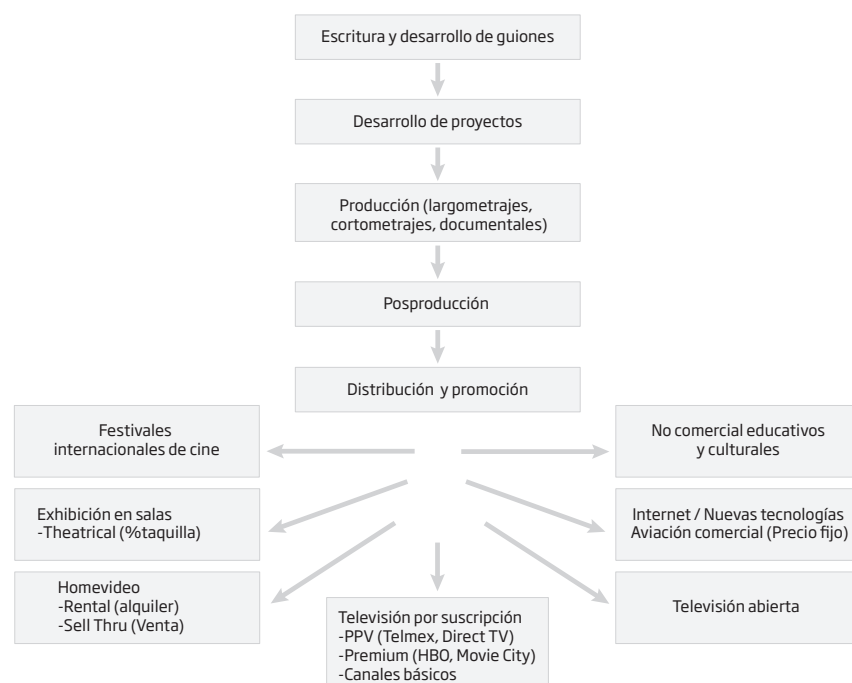 Escritura y desarrollo de guiones
Desarrollo de proyectos
Producción (largometrajes,
cortometrajes, documentales)
Posproducción
Distribución y promoción
Festivales
internacionales de cine
No comercial educativos
y culturales
Exhibición en salas
-Theatrical (%taquilla)
Internet / Nuevas tecnologías
Aviación comercial (Precio fijo)
Homevideo
-Rental (alquiler)
-Sell Thru (Venta)
Televisión por suscripción
-PPV (Telmex, Direct TV)
-Premium (HBO, Movie City)
-Canales básicos
Televisión abierta